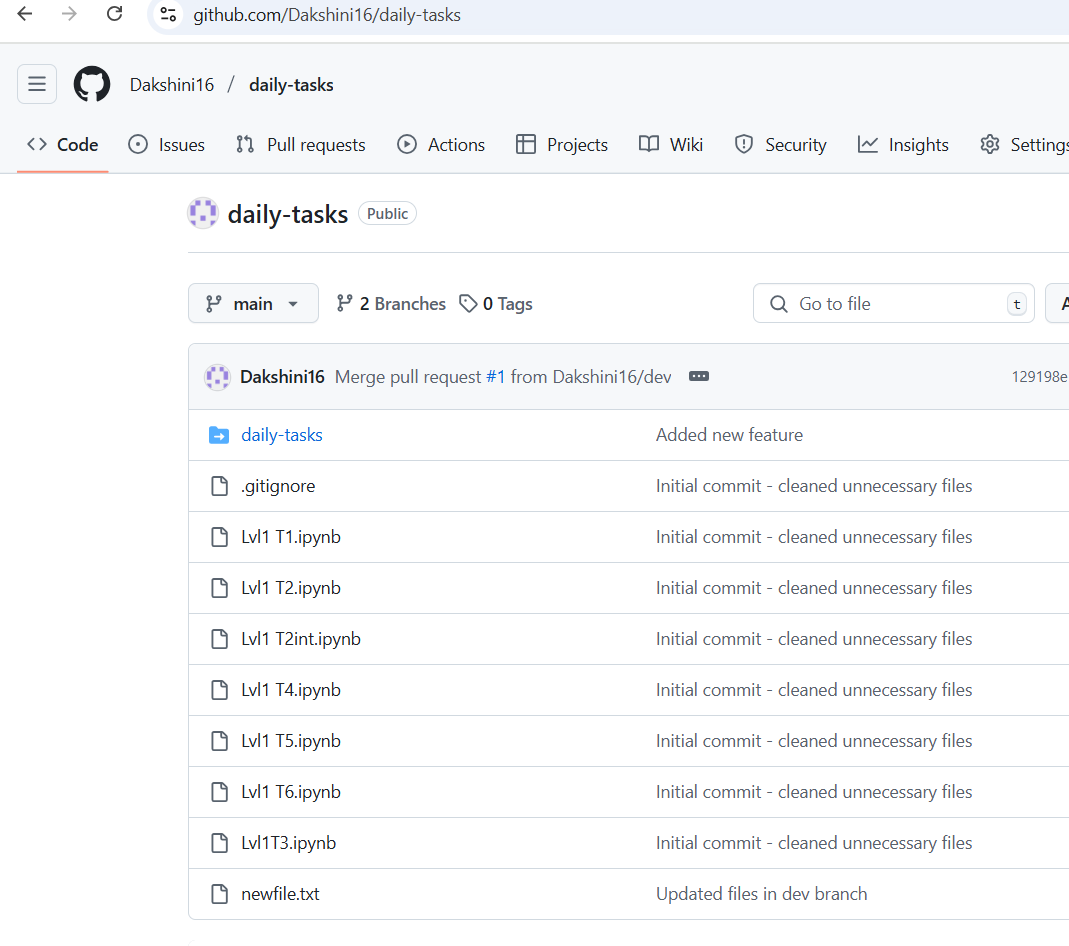 github.com/Dakshini16/daily-tasks
Dakshini16 / daily-tasks
Code Issues Pull requests Actions Projects Wiki Security Insights Settings
daily-tasks Public
main 2 Branches 0 Tags Go to file t A
Dakshini16 Merge pull request #1 from Dakshini16/dev 129198e
daily-tasks Added new feature
.gitignore Initial commit - cleaned unnecessary files
Lvl1 T1.ipynb Initial commit - cleaned unnecessary files
Lvl1 T2.ipynb Initial commit - cleaned unnecessary files
Lvl1 T2int.ipynb Initial commit - cleaned unnecessary files
Lvl1 T4.ipynb Initial commit - cleaned unnecessary files
Lvl1 T5.ipynb Initial commit - cleaned unnecessary files
Lvl1 T6.ipynb Initial commit - cleaned unnecessary files
Lvl1T3.ipynb Initial commit - cleaned unnecessary files
newfile.txt Updated files in dev branch